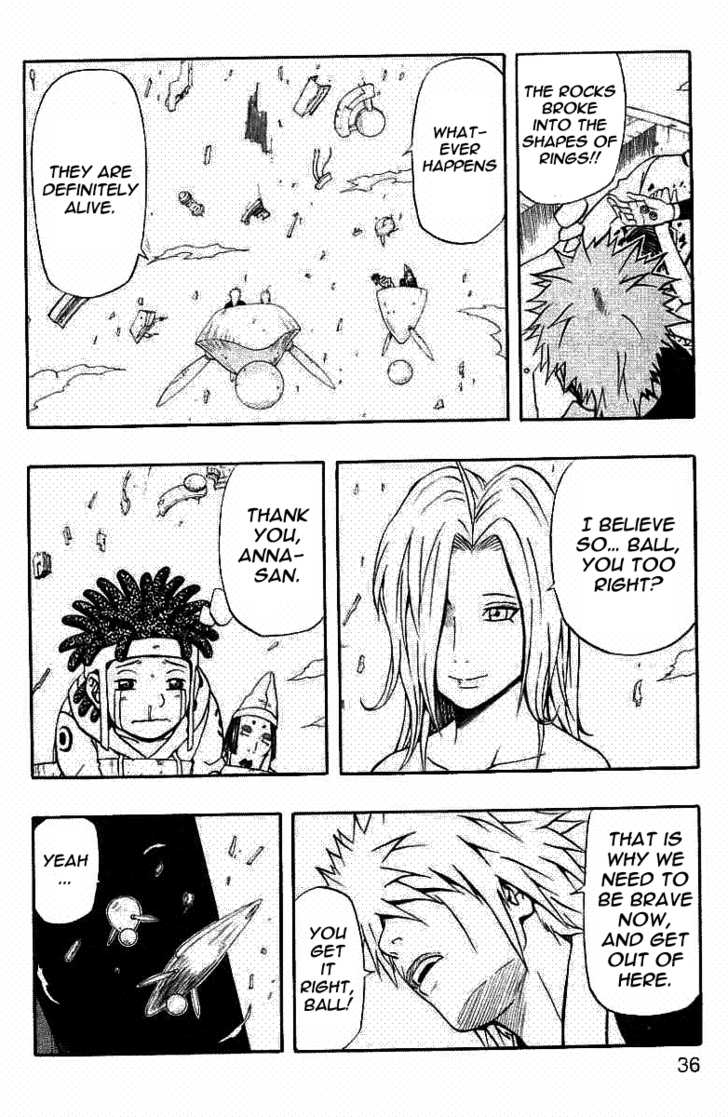 THE ROCKS
BROKE
INTO THE
SHAPES OF
RINGS!!
WHAT-
EVER
HAPPENS
THEY ARE
DEFINITELY
ALIVE.
I BELIEVE
SO... BALL,
YOU TOO
RIGHT?
THANK
YOU,
ANNA-
SAN.
THAT IS
WHY WE
NEED TO
BE BRAVE
NOW,
AND GET
OUT OF
HERE.
YOU
GET
IT
RIGHT,
BALL!
YEAH
...
36